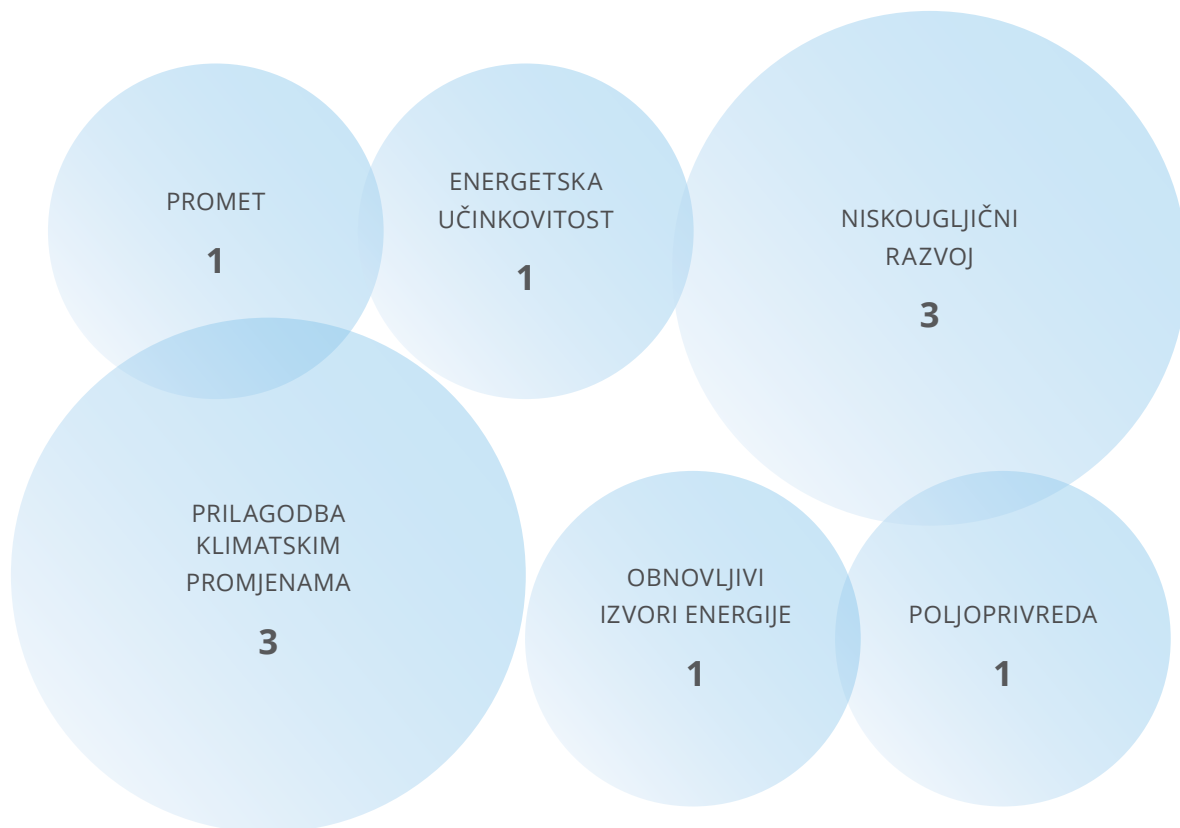 PROMET
1
ENERGETSKA
UČINKOVITOST
1
NISKOUGLJIČNI
RAZVOJ
3
PRILAGODBA
KLIMATSKIM
PROMJENAMA
3
OBNOVLJIVI
IZVORI ENERGIJE
1
POLJOPRIVREDA
1